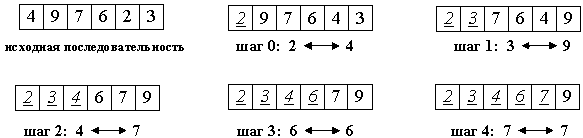 4 9 7 6 2 3
исходная последовательность
2 9 7 6 4 3
шаг 0: 2 ⟷ 4
2 3 7 6 4 9
шаг 1: 3 ⟷ 9
2 3 4 6 7 9
шаг 2: 4 ⟷ 7
2 3 4 6 7 9
шаг 3: 6 ⟷ 6
2 3 4 6 7 9
шаг 4: 7 ⟷ 7